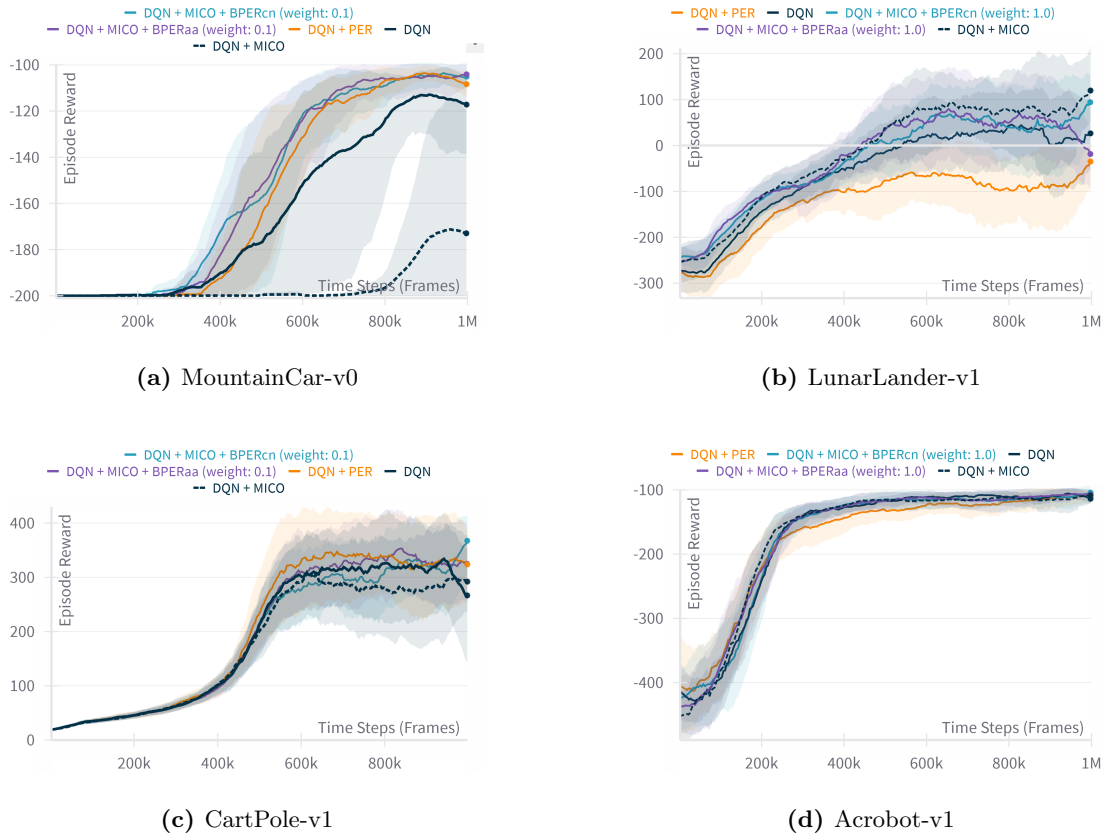 DQN + MICO + BPERcn (weight: 0.1)
DQN + MICO + BPERaa (weight: 0.1) DQN + PER DQN
DQN + MICO
Episode Reward
-100
-120
-140
-160
-180
-200
Time Steps (Frames)
200k 400k 600k 800k 1M
(a) MountainCar-v0
DQN + PER DQN DQN + MICO + BPERcn (weight: 1.0)
DQN + MICO + BPERaa (weight: 1.0) DQN + MICO
Episode Reward
200
100
0
-100
-200
-300
Time Steps (Frames)
200k 400k 600k 800k 1M
(b) LunarLander-v1
DQN + MICO + BPERcn (weight: 0.1)
DQN + MICO + BPERaa (weight: 0.1) DQN + PER DQN
DQN + MICO
Episode Reward
400
300
200
100
0
Time Steps (Frames)
200k 400k 600k 800k
(c) CartPole-v1
DQN + PER DQN + MICO + BPERcn (weight: 1.0) DQN
DQN + MICO + BPERaa (weight: 1.0) DQN + MICO
Episode Reward
-100
-200
-300
-400
Time Steps (Frames)
200k 400k 600k 800k 1M
(d) Acrobot-v1